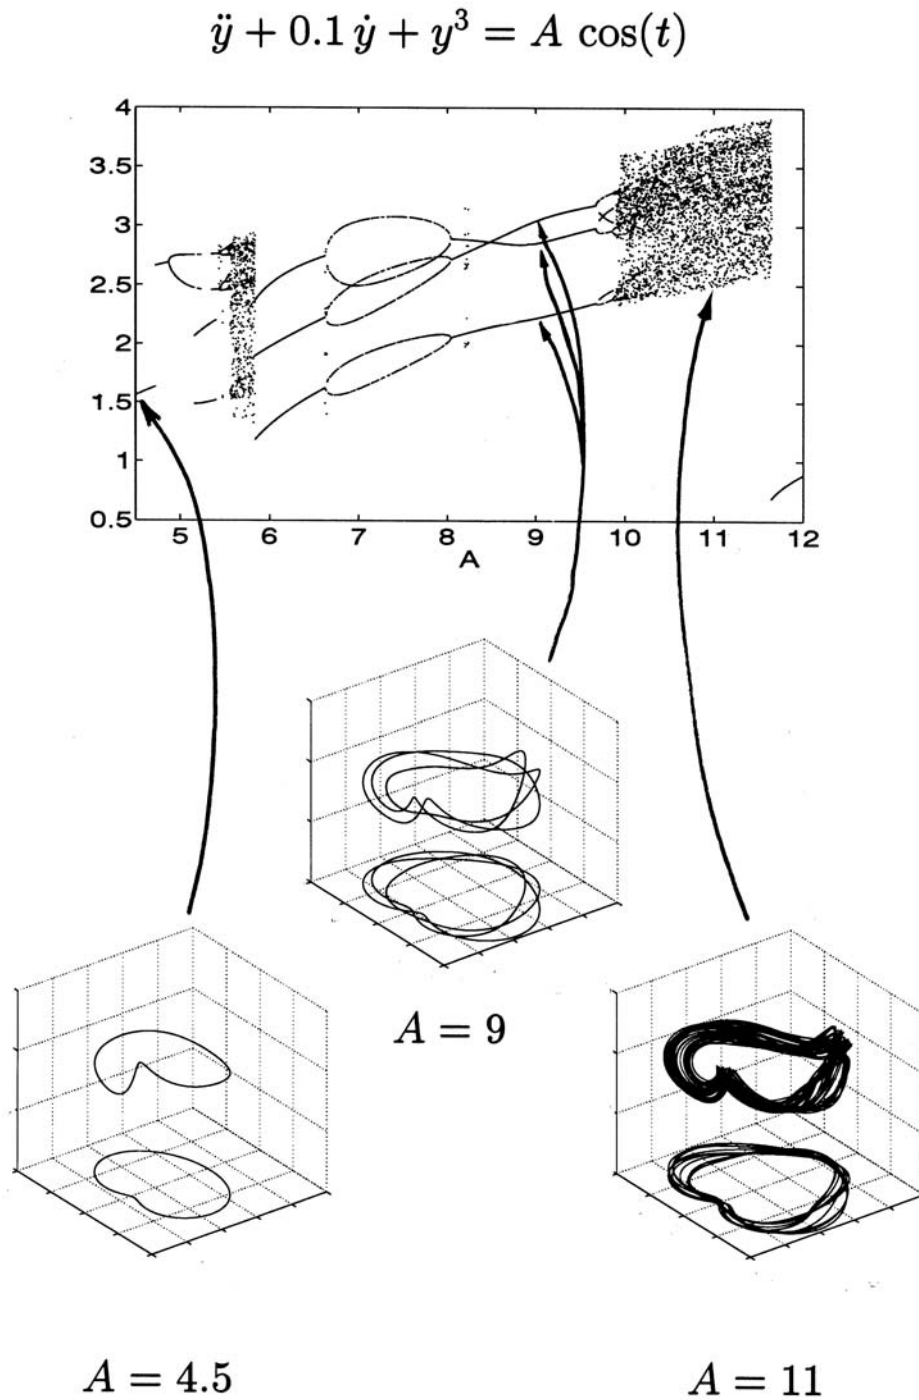 ÿ + 0.1 ẏ + y³ = A cos(t)
4
3.5
3
2.5
2
1.5
1
0.5
5 6 7 8 9 10 11 12
A
A = 9
A = 4.5
A = 11